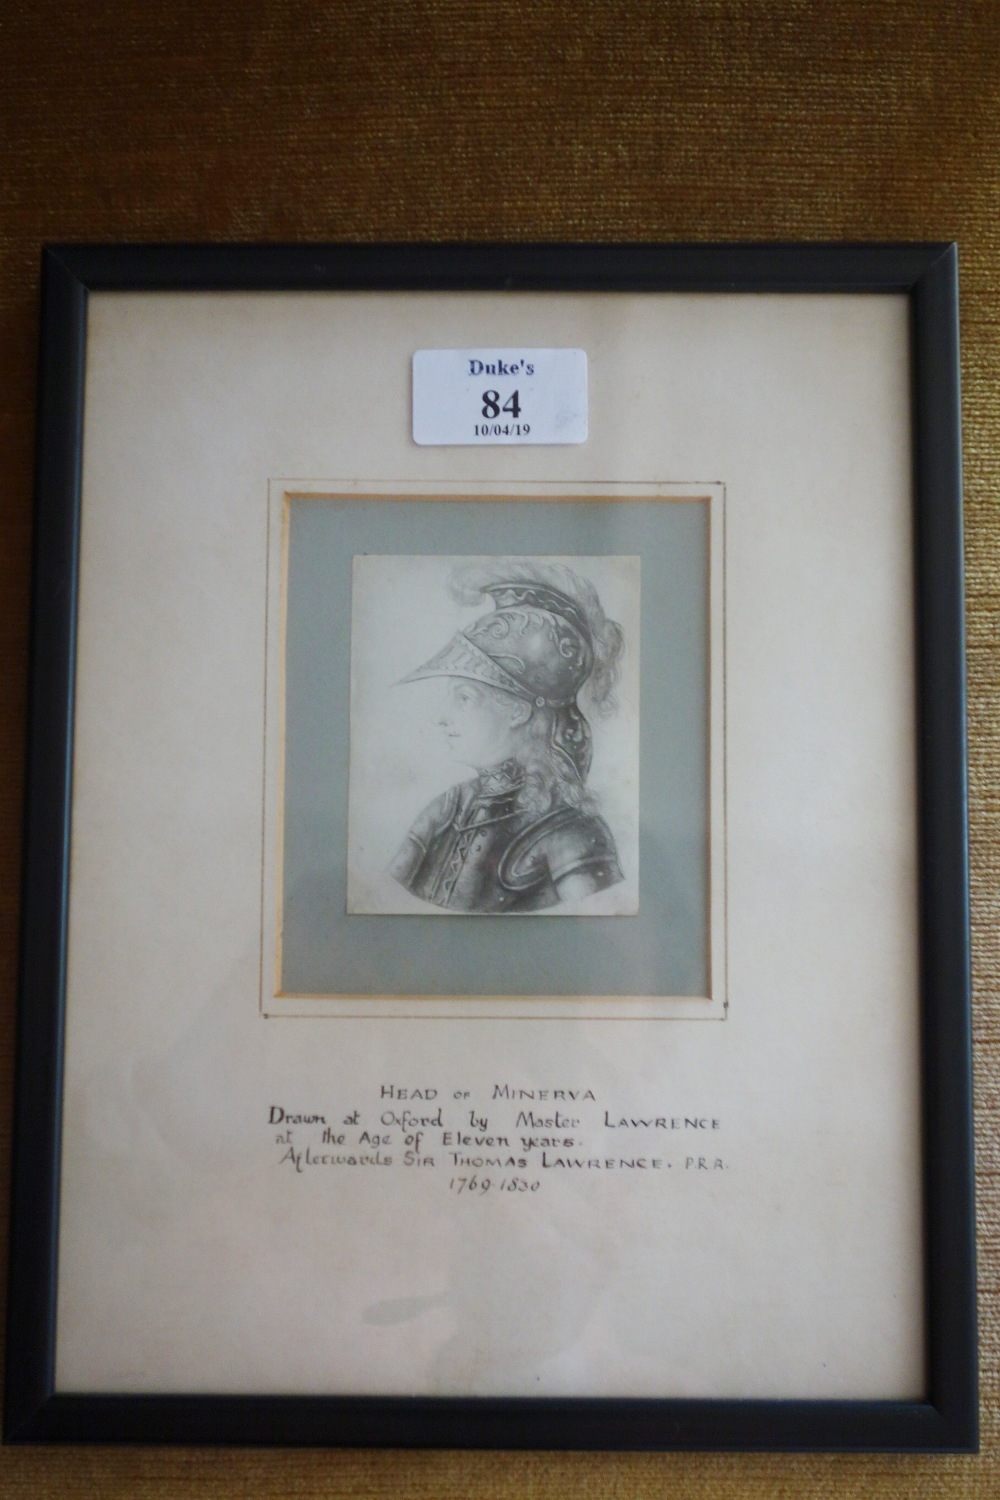 Duke's
84
10/04/19
HEAD OF MINERVA
Drawn at Oxford by Master LAWRENCE
at the Age of Eleven years.
Afterwards SIR THOMAS LAWRENCE. P.R.A.
1769-1830